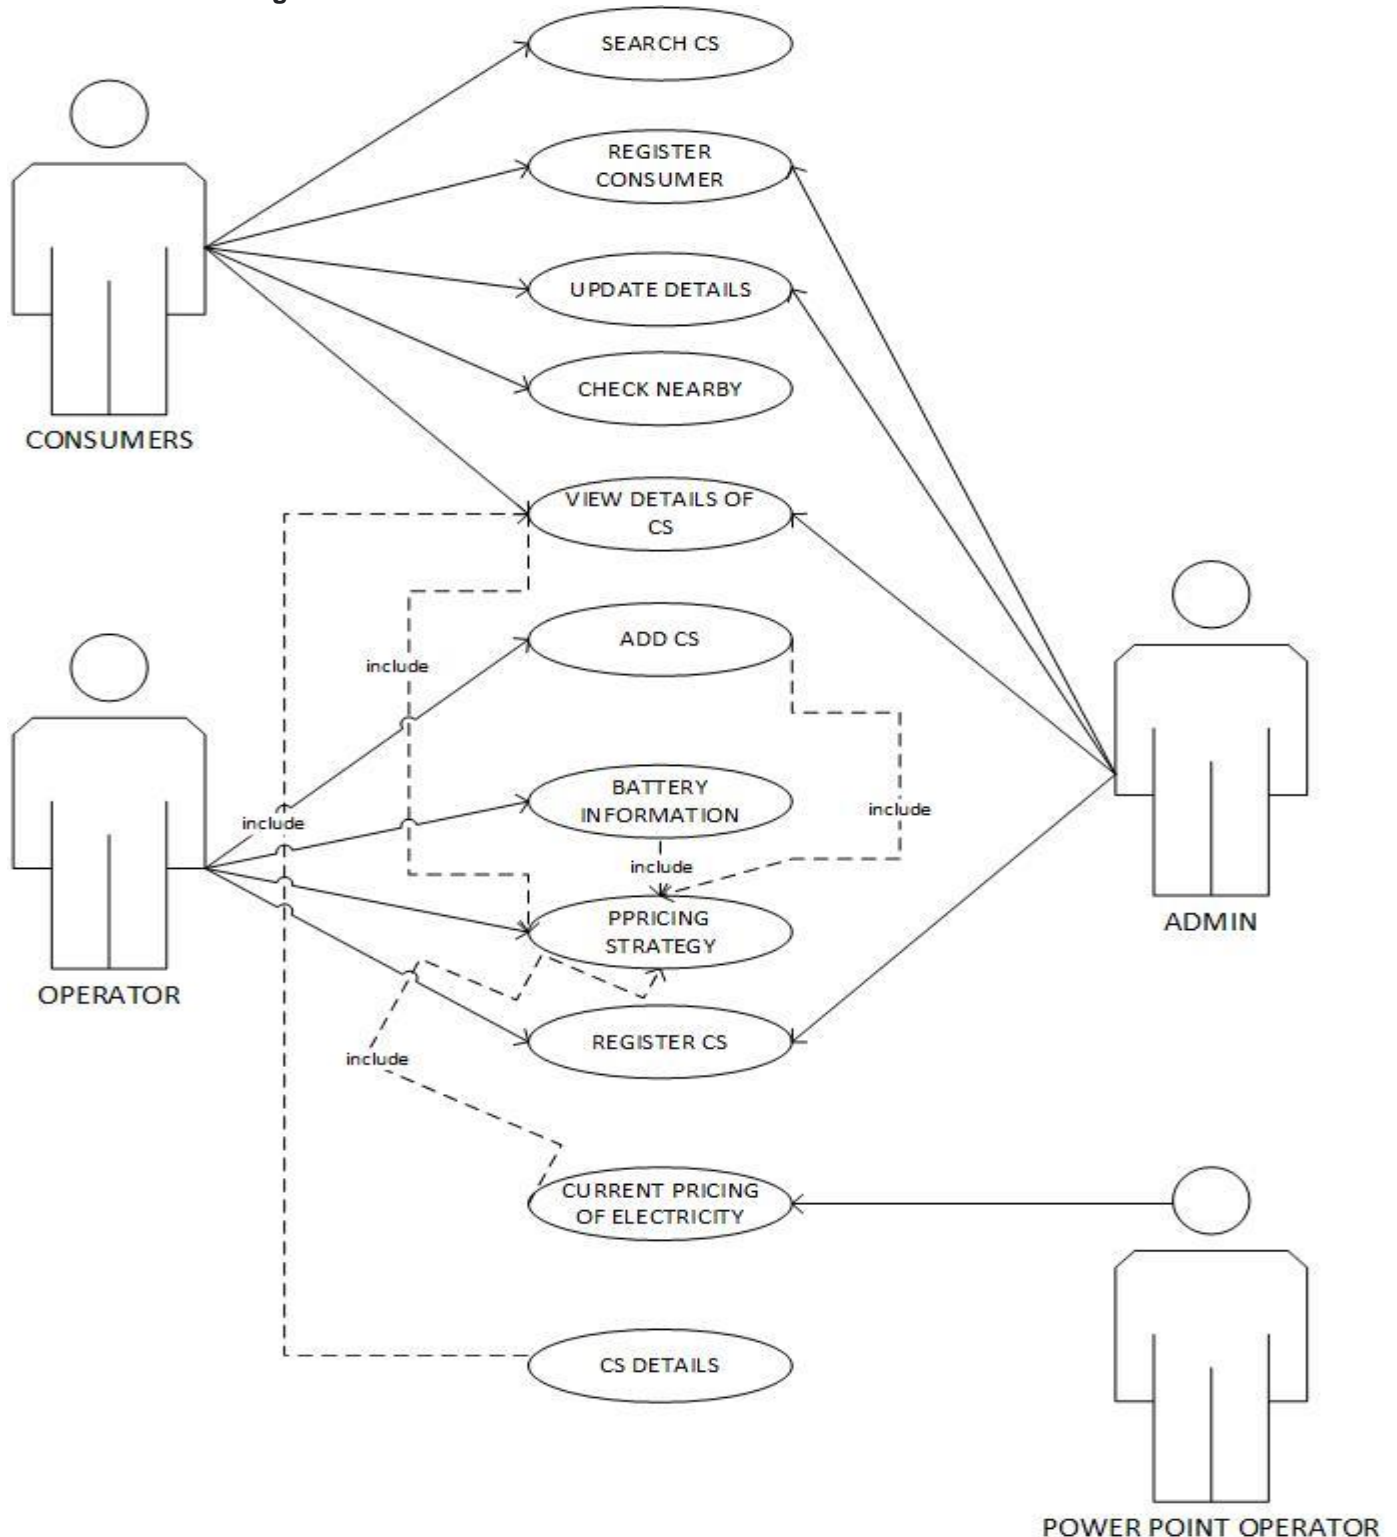 SEARCH CS
REGISTER
CONSUMER
UPDATE DETAILS
CHECK NEARBY
CONSUMERS
VIEW DETAILS OF
CS
ADD CS
include
BATTERY
INFORMATION
include
include
include
PPRICING
STRATEGY
ADMIN
OPERATOR
REGISTER CS
include
CURRENT PRICING
OF ELECTRICITY
CS DETAILS
POWER POINT OPERATOR